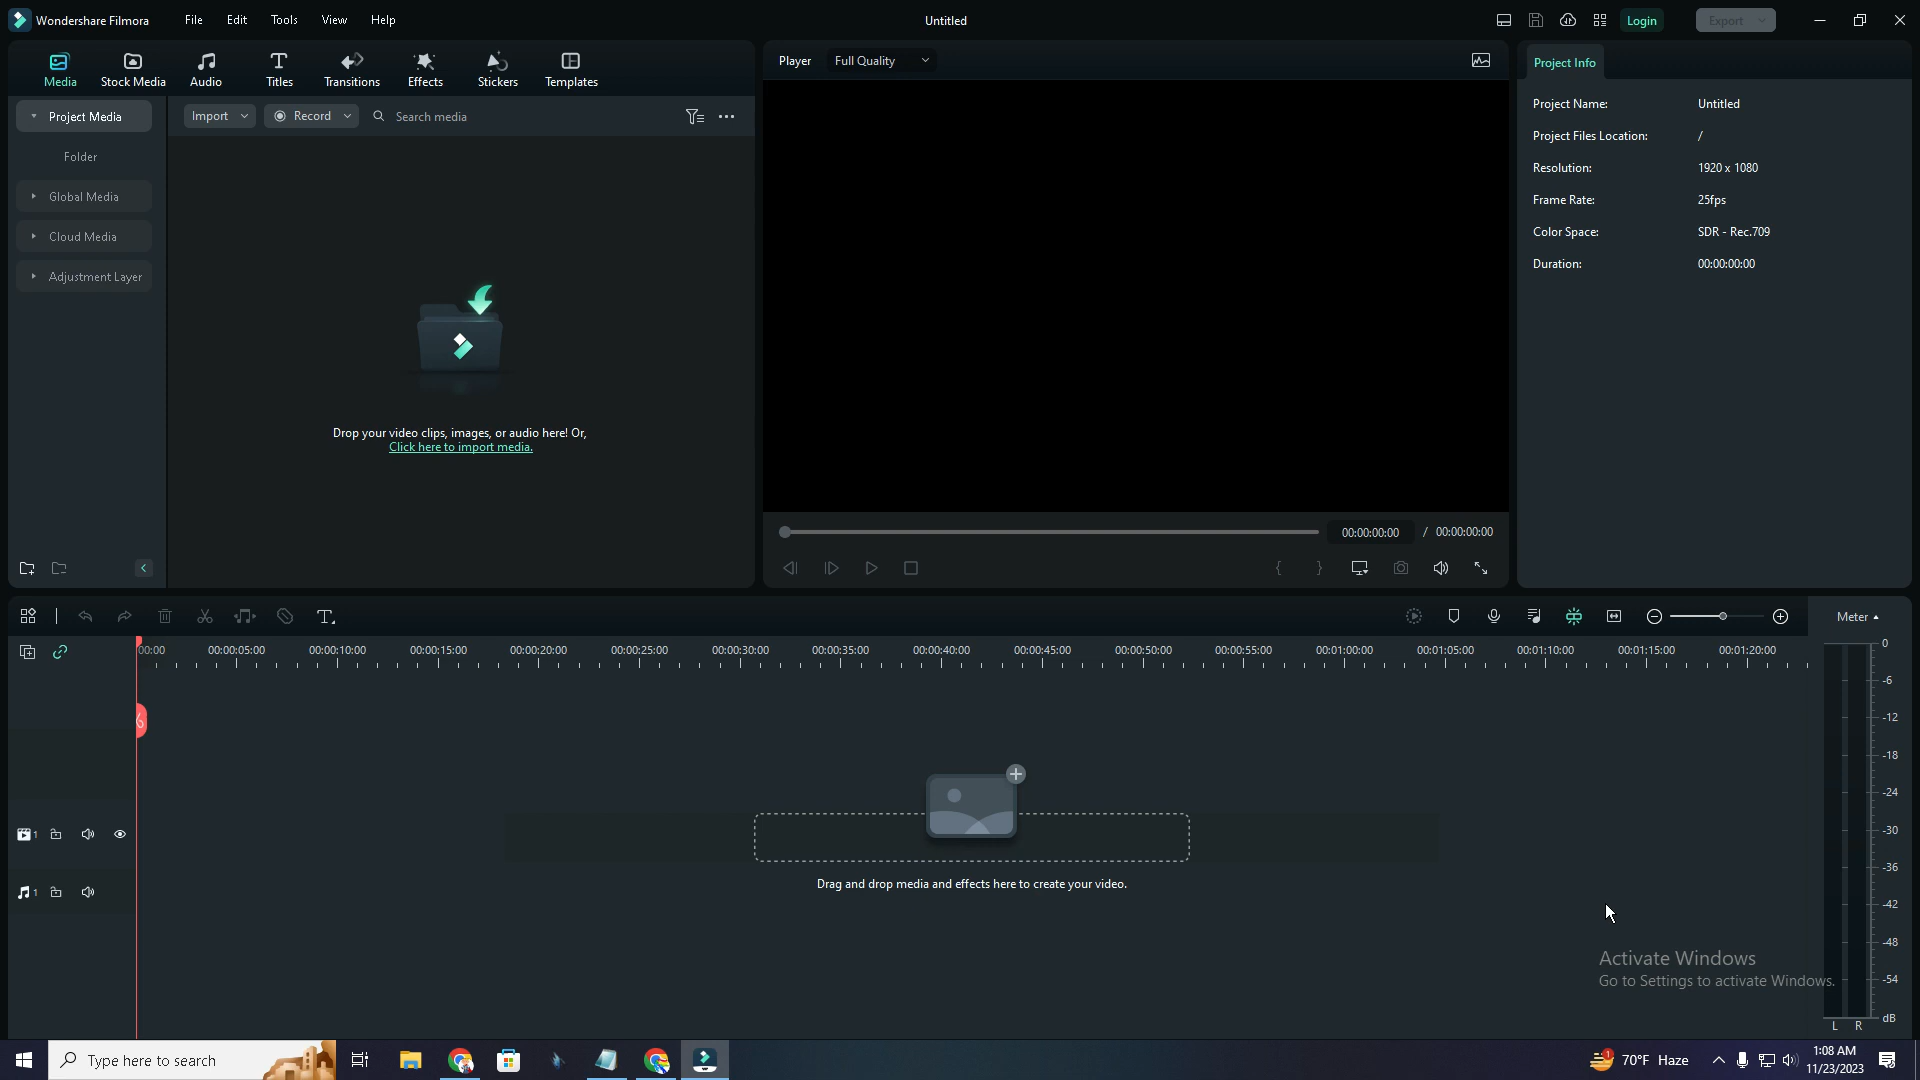 Wondershare Filmora
File
Edit
Tools
View
Help
Untitled
Login
Export
Media
Stock Media
Audio
Titles
Transitions
Effects
Stickers
Templates
Player
Full Quality
Project Info
Project Media
Import
Record
Search media
Folder
Global Media
Cloud Media
Adjustment Layer
Drop your video clips, images, or audio here! Or,
Click here to import media.
Project Name: Untitled
Project Files Location: /
Resolution: 1920 x 1080
Frame Rate: 25fps
Color Space: SDR - Rec.709
Duration: 00:00:00:00
00:00:00:00 / 00:00:00:00
{ }
Meter
00:00 00:00:05:00 00:00:10:00 00:00:15:00 00:00:20:00 00:00:25:00 00:00:30:00 00:00:35:00 00:00:40:00 00:00:45:00 00:00:50:00 00:00:55:00 00:01:00:00 00:01:05:00 00:01:10:00 00:01:15:00 00:01:20:00
0
-6
-12
-18
-24
-30
-36
-42
-48
-54
dB
L R
1
1
Drag and drop media and effects here to create your video.
Activate Windows
Go to Settings to activate Windows.
Type here to search
1
70°F Haze
1:08 AM
11/23/2023